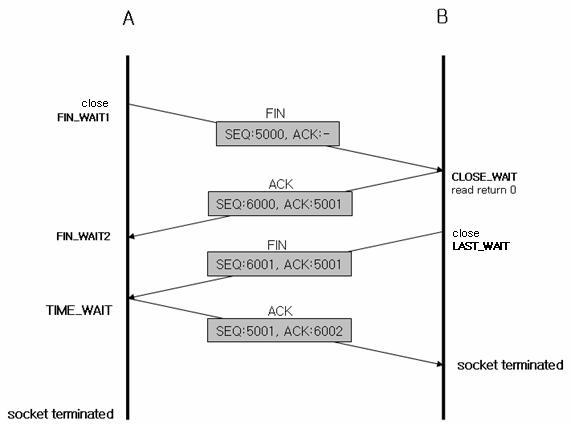 A
B
close
FIN_WAIT1
FIN
SEQ:5000, ACK:-
CLOSE_WAIT
read return 0
ACK
SEQ:6000, ACK:5001
FIN_WAIT2
close
LAST_WAIT
FIN
SEQ:6001, ACK:5001
TIME_WAIT
ACK
SEQ:5001, ACK:6002
socket terminated
socket terminated